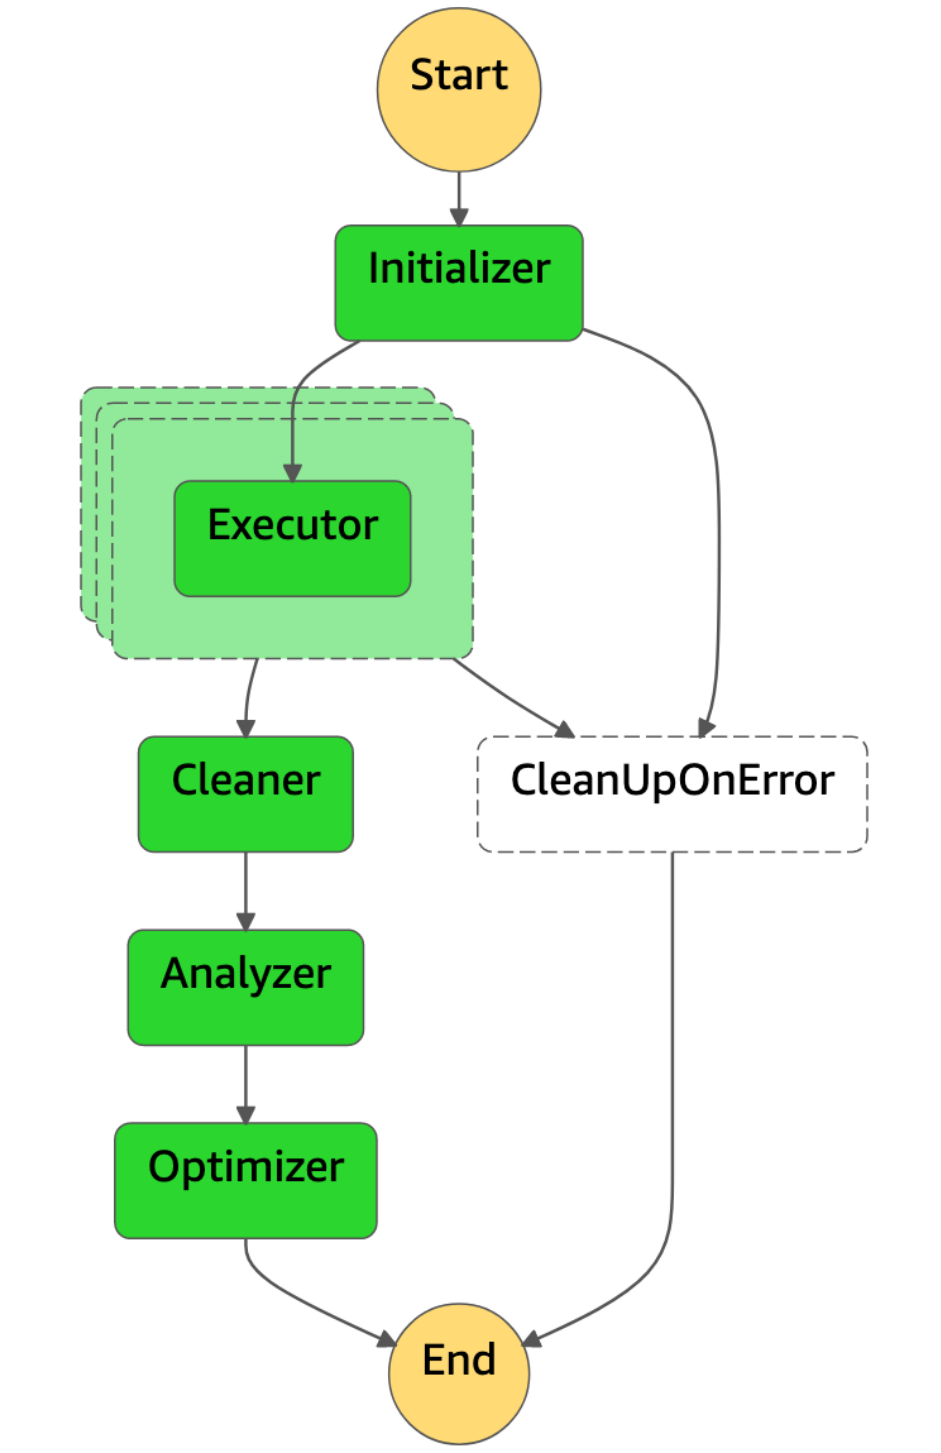 Start
Initializer
Executor
Cleaner
CleanUpOnError
Analyzer
Optimizer
End